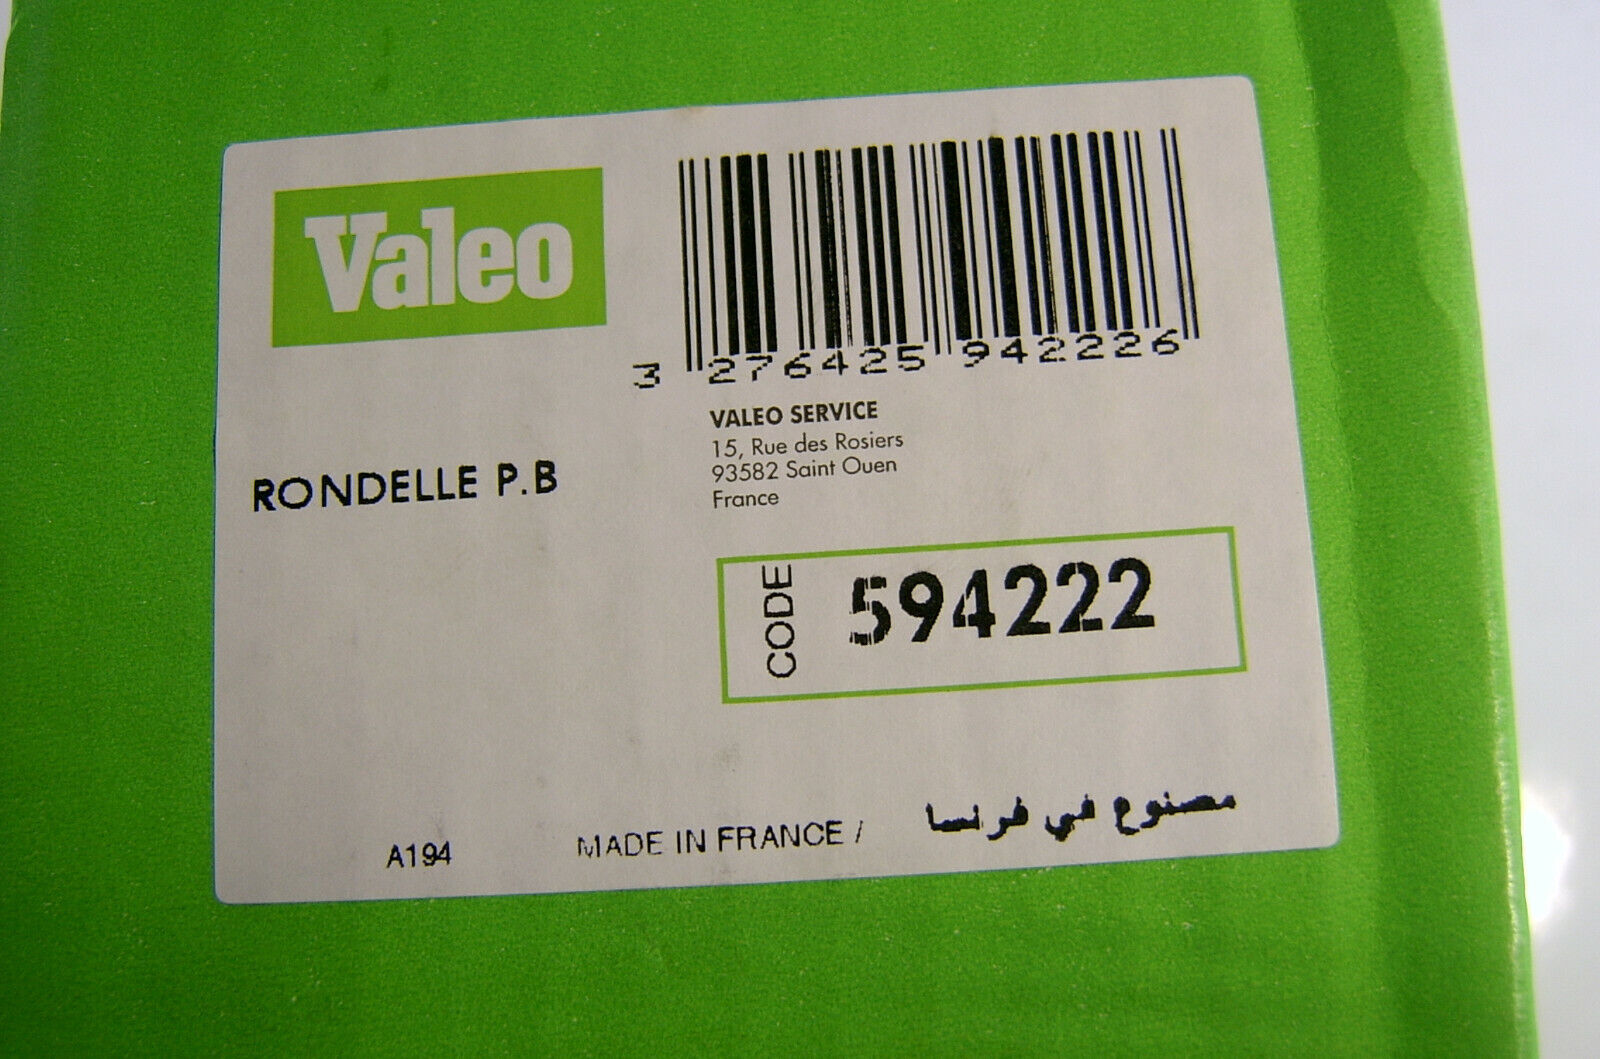 Valeo
3 276425 942226
VALEO SERVICE
15, Rue des Rosiers
93582 Saint Ouen
France
RONDELLE P.B
CODE 594222
A194
MADE IN FRANCE / مصنوع في فرنسا